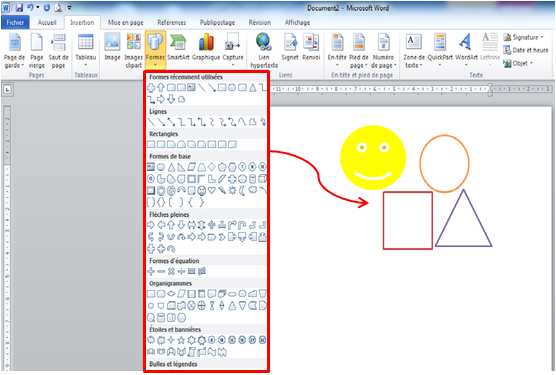 Document2 - Microsoft Word
Fichier Accueil Insertion Mise en page Références Publipostage Révision Affichage
Page de garde Page vierge Saut de page Tableau Image Images clipart Formes SmartArt Graphique Capture Lien hypertexte Signet Renvoi En-tête Pied de page Numéro de page Zone de texte QuickPart WordArt Lettrine Signature
Date et heure
Objet
Pages Tableaux Liens En-tête et pied de page Texte
Formes récemment utilisées
Lignes
Rectangles
Formes de base
Flèches pleines
Formes d'équation
Organigrammes
Étoiles et bannières
Bulles et légendes